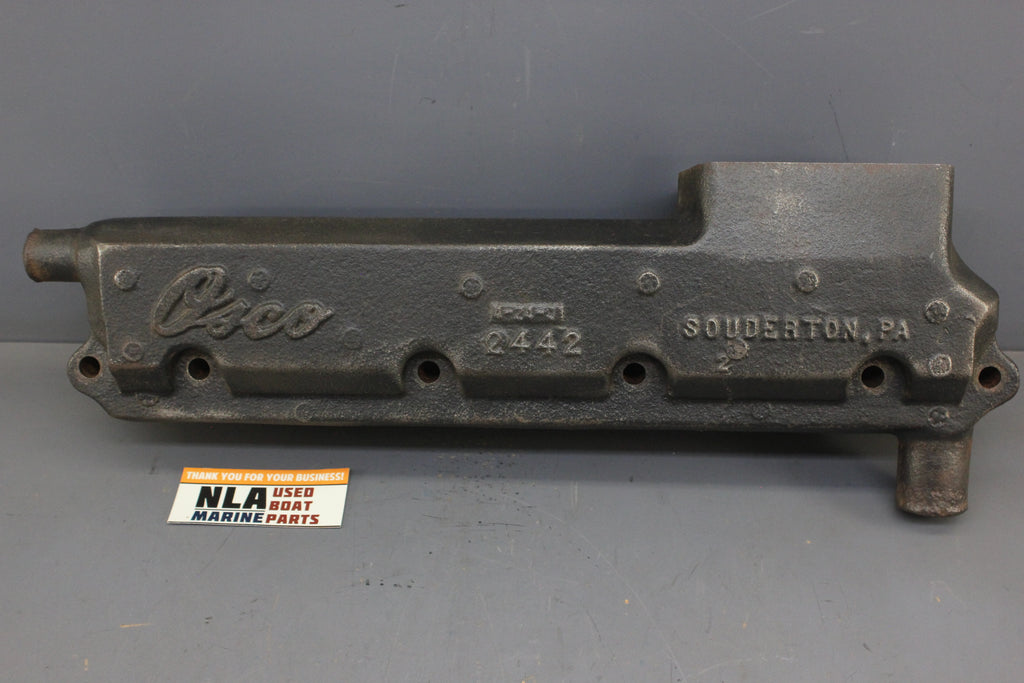 Osco
2442
SOUDERTON, PA
2
THANK YOU FOR YOUR BUSINESS!
NLA USED
BOAT
MARINE PARTS